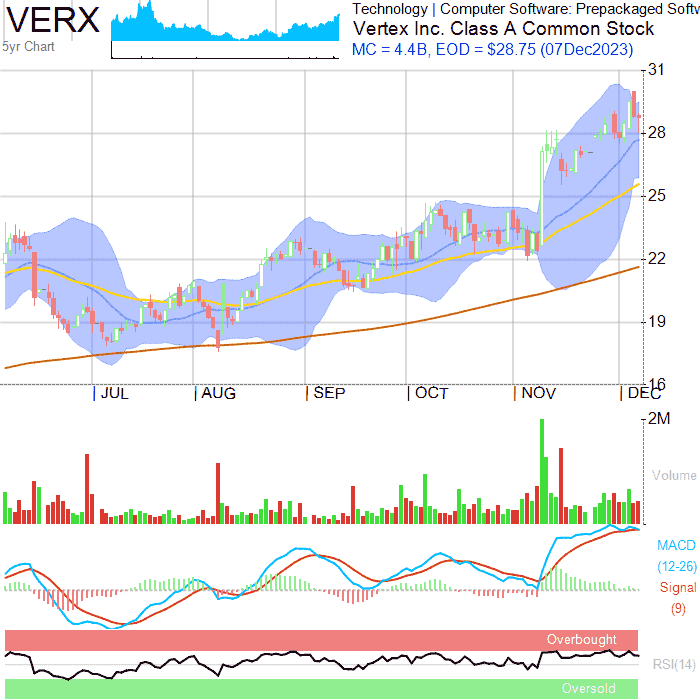 VERX
5yr Chart
Technology | Computer Software: Prepackaged Softw
Vertex Inc. Class A Common Stock
MC = 4.4B, EOD = $28.75 (07Dec2023)
31
28
25
22
19
16
JUL AUG SEP OCT NOV DEC
2M
Volume
MACD
(12-26)
Signal
(9)
Overbought
RSI(14)
Oversold